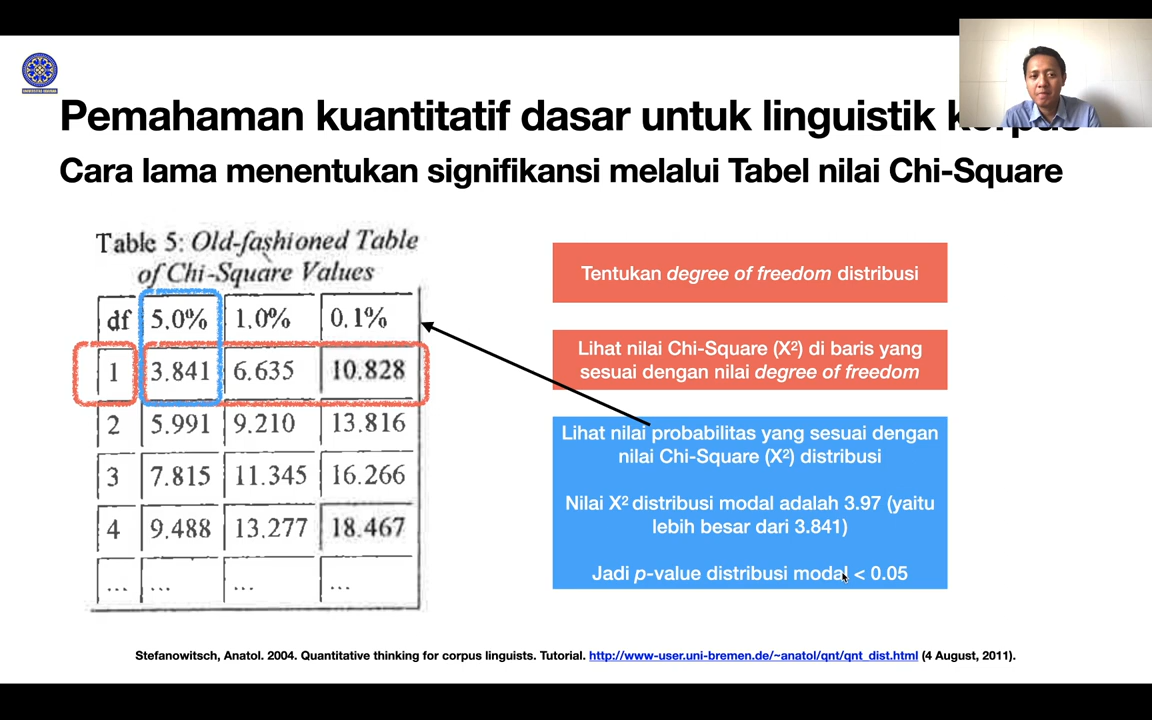 Pemahaman kuantitatif dasar untuk linguistik korpus
Cara lama menentukan signifikansi melalui Tabel nilai Chi-Square
Table 5: Old-fashioned Table
of Chi-Square Values
df 5.0% 1.0% 0.1%
1 3.841 6.635 10.828
2 5.991 9.210 13.816
3 7.815 11.345 16.266
4 9.488 13.277 18.467
... ... ... ...
Tentukan degree of freedom distribusi
Lihat nilai Chi-Square (X²) di baris yang
sesuai dengan nilai degree of freedom
Lihat nilai probabilitas yang sesuai dengan
nilai Chi-Square (X²) distribusi
Nilai X² distribusi modal adalah 3.97 (yaitu
lebih besar dari 3.841)
Jadi p-value distribusi modal < 0.05
Stefanowitsch, Anatol. 2004. Quantitative thinking for corpus linguists. Tutorial. http://www-user.uni-bremen.de/~anatol/qnt/qnt_dist.html (4 August, 2011).